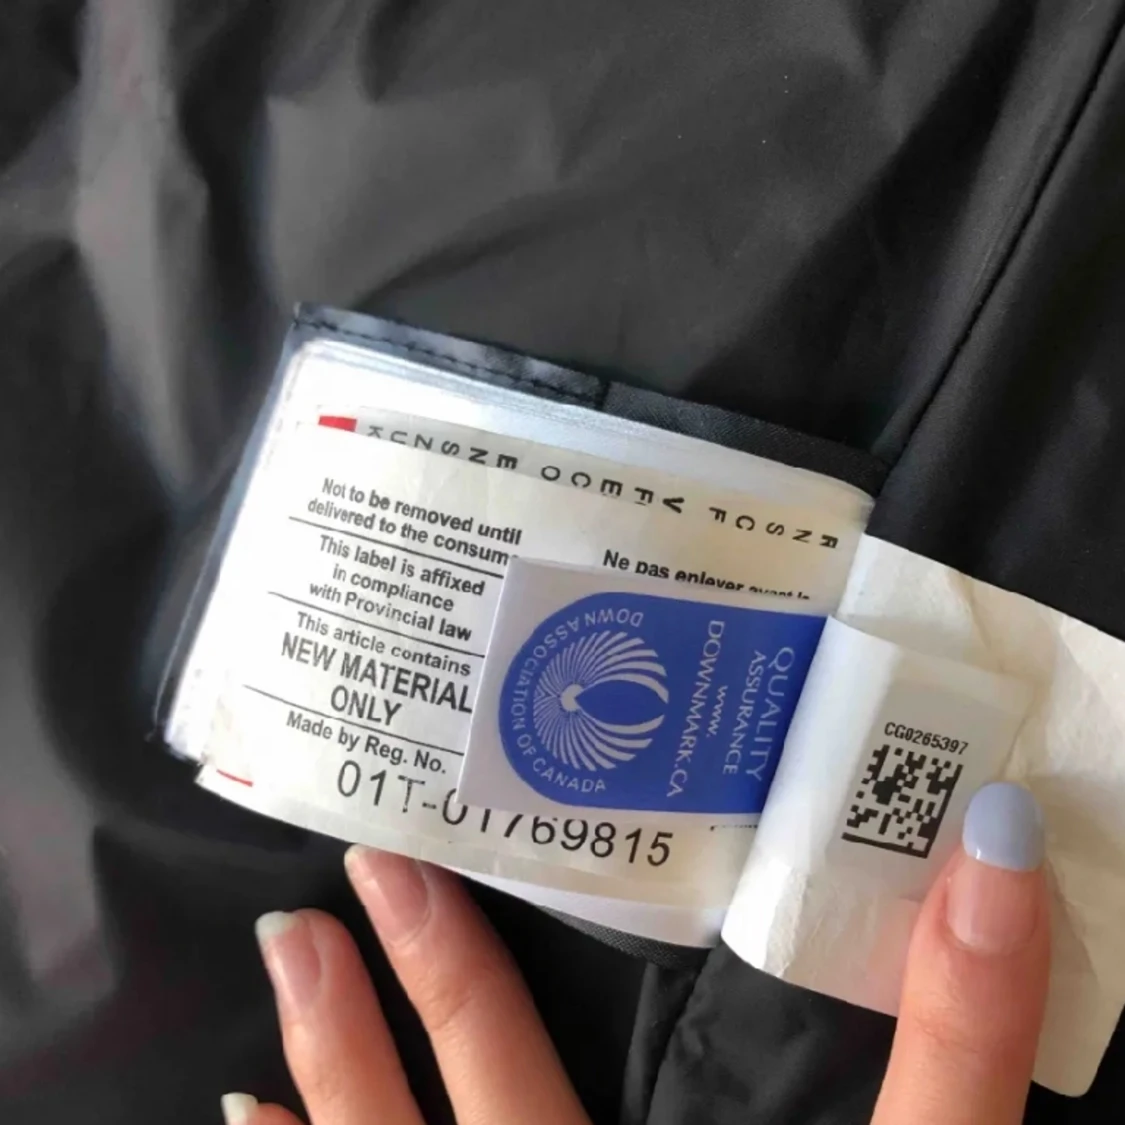 Not to be removed until
delivered to the
This label is affixed
in compliance
with Provincial law
This article contains
NEW MATERIAL
ONLY
Made by Reg. No.
01T-01769815
Ne pas enlever avant
DOWN ASSOCIATION OF CANADA
QUALITY
ASSURANCE
www.
DOWNMARK.CA
CG0265397